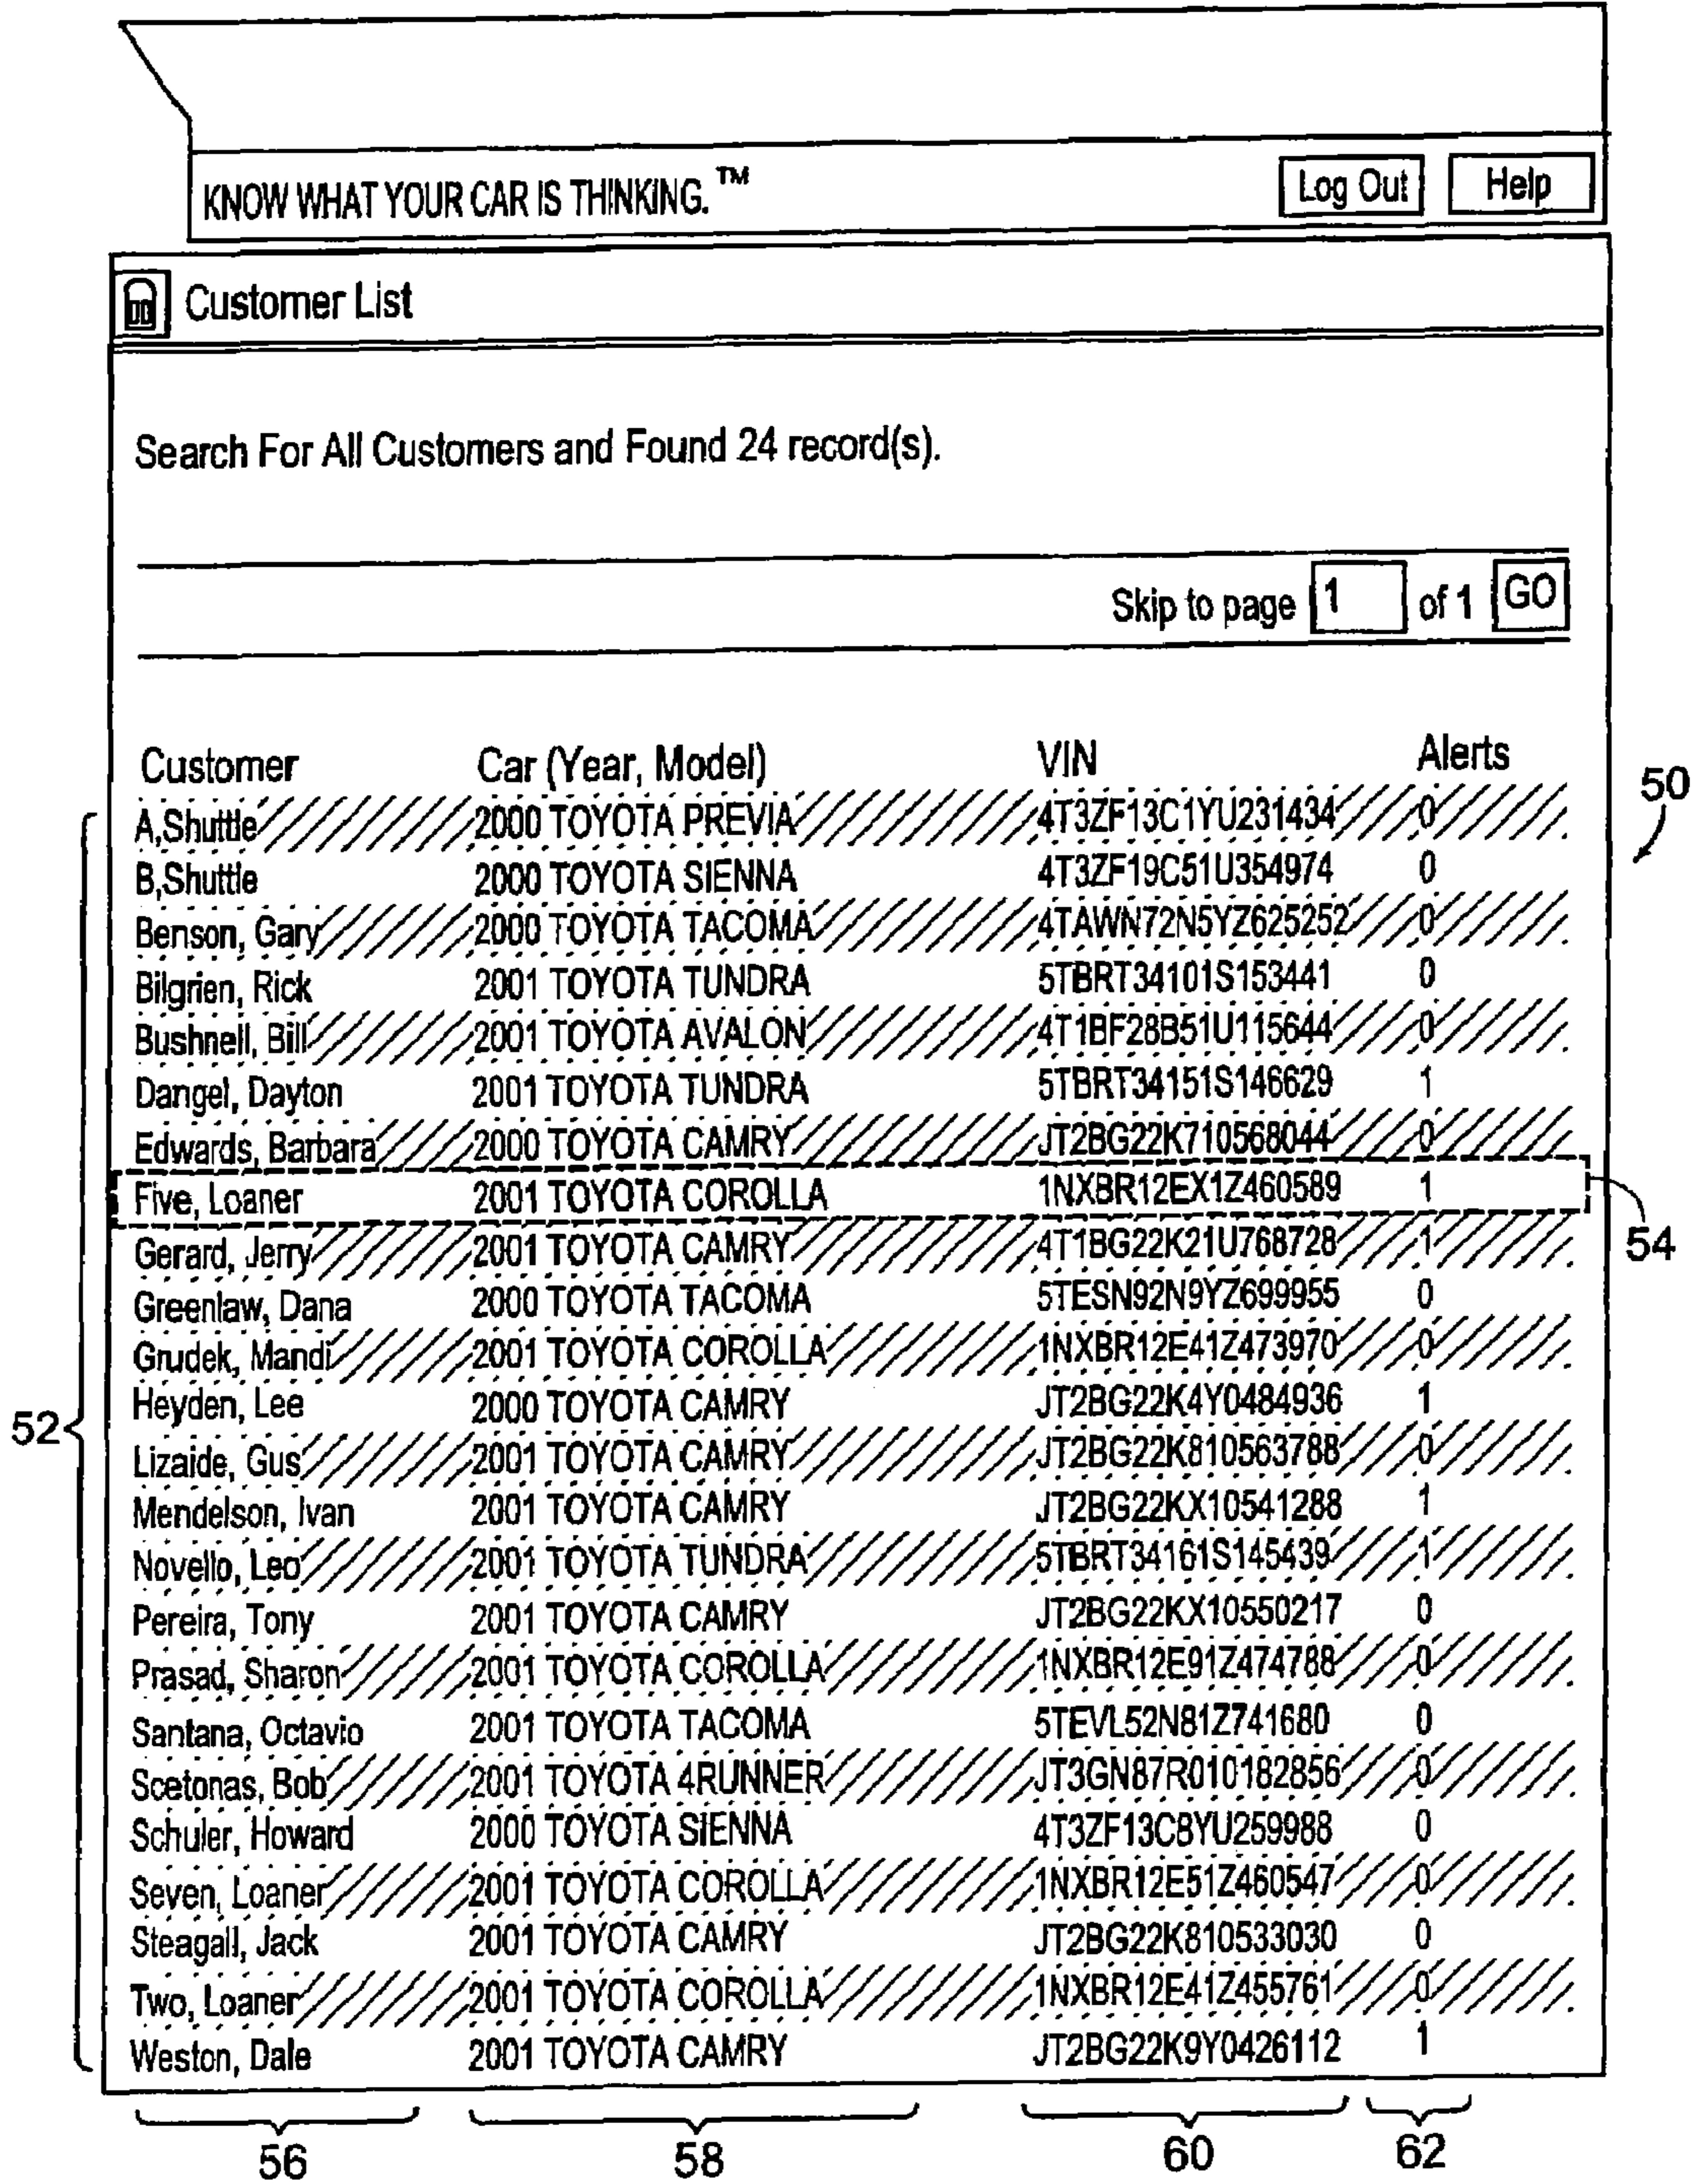 KNOW WHAT YOUR CAR IS THINKING.™ Log Out Help
Customer List
Search For All Customers and Found 24 record(s).
Skip to page 1 of 1 GO
Customer Car (Year, Model) VIN Alerts
50
A,Shuttle 2000 TOYOTA PREVIA 4T3ZF13C1YU231434 0
B,Shuttle 2000 TOYOTA SIENNA 4T3ZF19C51U354974 0
Benson, Gary 2000 TOYOTA TACOMA 4TAWN72N5YZ625252 0
Bilgrien, Rick 2001 TOYOTA TUNDRA 5TBRT34101S153441 0
Bushnell, Bill 2001 TOYOTA AVALON 4T1BF28B51U115644 0
Dangel, Dayton 2001 TOYOTA TUNDRA 5TBRT34151S146629 1
Edwards, Barbara 2000 TOYOTA CAMRY JT2BG22K710568044 0
Five, Loaner 2001 TOYOTA COROLLA 1NXBR12EX1Z460589 1
54
Gerard, Jerry 2001 TOYOTA CAMRY 4T1BG22K21U768728 1
Greenlaw, Dana 2000 TOYOTA TACOMA 5TESN92N9YZ699955 0
Grudek, Mandi 2001 TOYOTA COROLLA 1NXBR12E41Z473970 0
Heyden, Lee 2000 TOYOTA CAMRY JT2BG22K4Y0484936 1
52
Lizaide, Gus 2001 TOYOTA CAMRY JT2BG22K810563788 0
Mendelson, Ivan 2001 TOYOTA CAMRY JT2BG22KX10541288 1
Novello, Leo 2001 TOYOTA TUNDRA 5TBRT34161S145439 1
Pereira, Tony 2001 TOYOTA CAMRY JT2BG22KX10550217 0
Prasad, Sharon 2001 TOYOTA COROLLA 1NXBR12E91Z474788 0
Santana, Octavio 2001 TOYOTA TACOMA 5TEVL52N81Z741680 0
Scetonas, Bob 2001 TOYOTA 4RUNNER JT3GN87R010182856 0
Schuler, Howard 2000 TOYOTA SIENNA 4T3ZF13C8YU259988 0
Seven, Loaner 2001 TOYOTA COROLLA 1NXBR12E51Z460547 0
Steagall, Jack 2001 TOYOTA CAMRY JT2BG22K810533030 0
Two, Loaner 2001 TOYOTA COROLLA 1NXBR12E41Z455761 0
Weston, Dale 2001 TOYOTA CAMRY JT2BG22K9Y0426112 1
56 58 60 62